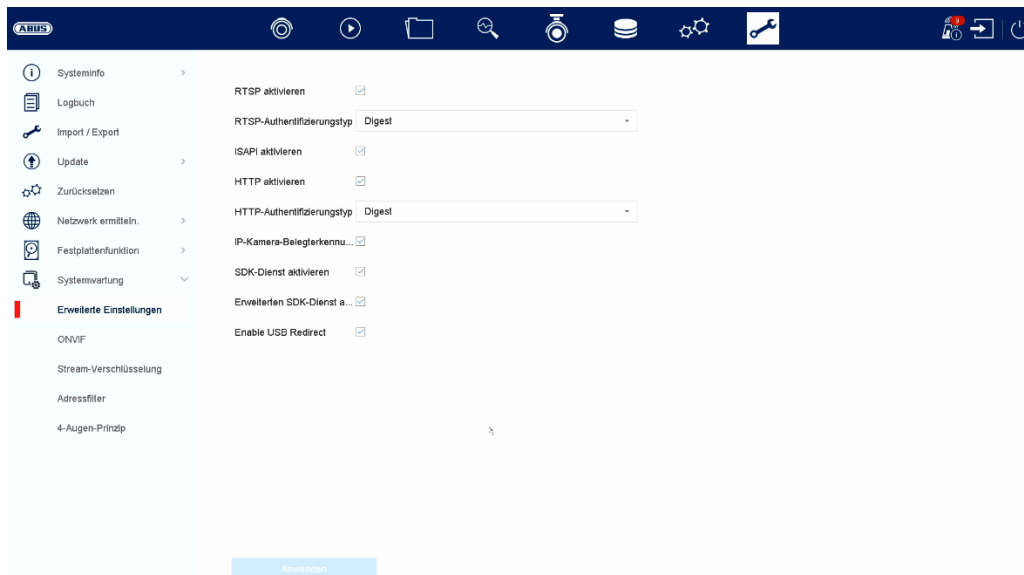 ABUS
9
Systeminfo
Logbuch
Import / Export
Update
Zurücksetzen
Netzwerk ermitteln.
Festplattenfunktion
Systemwartung
Erweiterte Einstellungen
ONVIF
Stream-Verschlüsselung
Adressfilter
4-Augen-Prinzip
RTSP aktivieren
RTSP-Authentifizierungstyp Digest
ISAPI aktivieren
HTTP aktivieren
HTTP-Authentifizierungstyp Digest
IP-Kamera-Belegterkennu...
SDK-Dienst aktivieren
Erweiterten SDK-Dienst a...
Enable USB Redirect
Anwenden